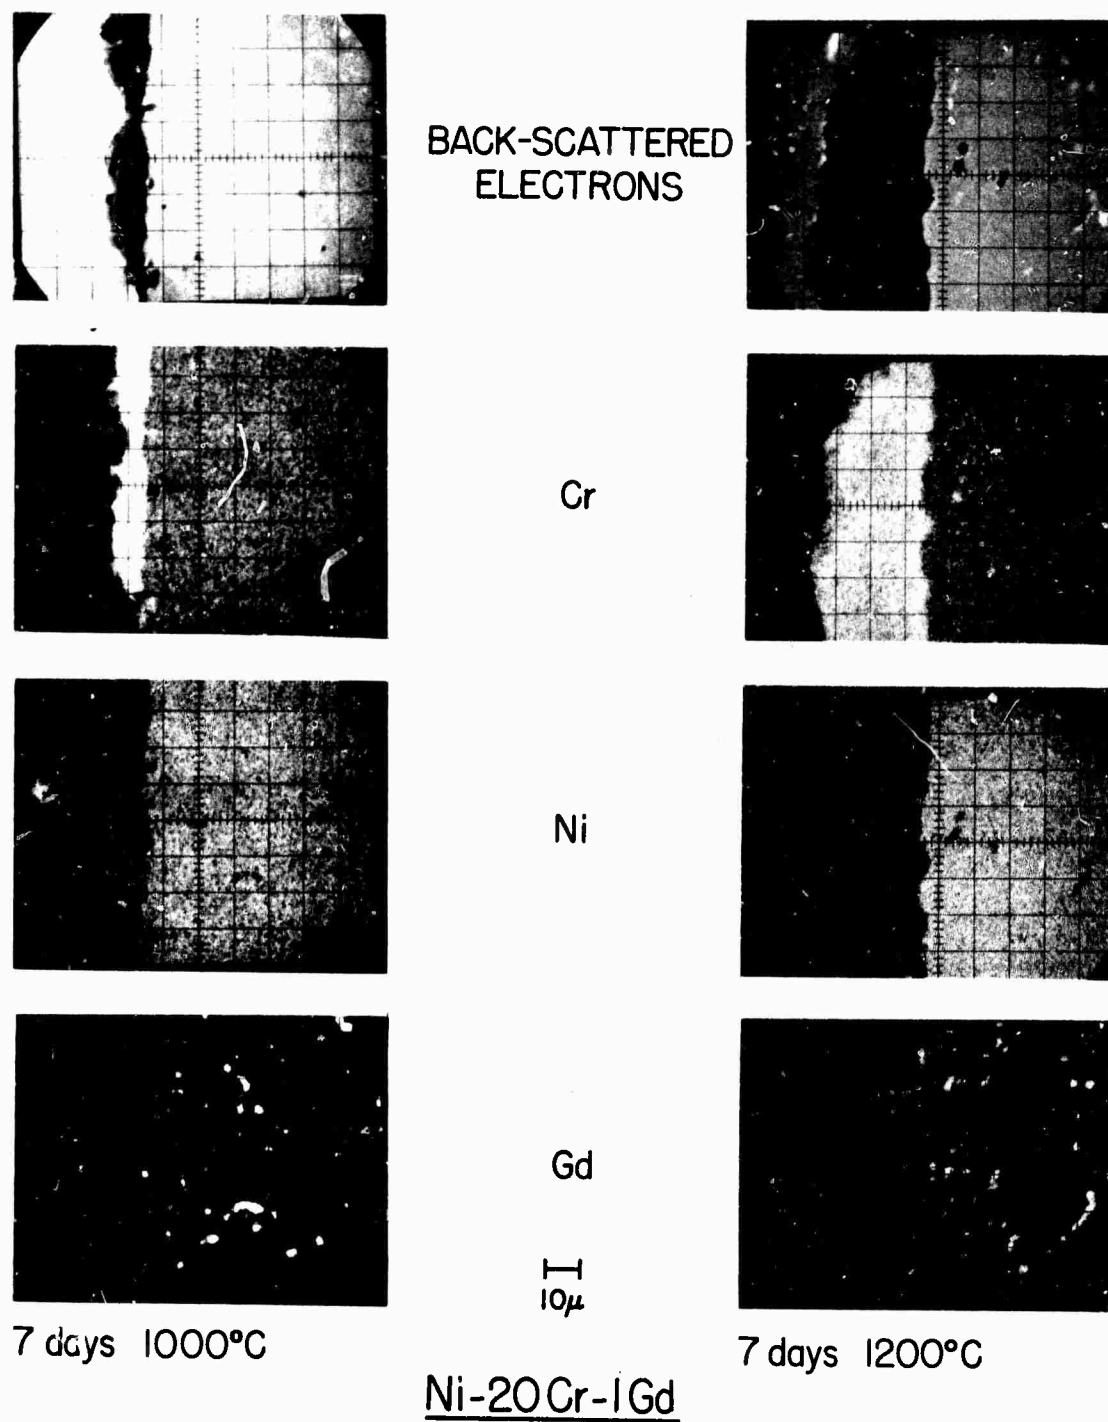 BACK-SCATTERED
ELECTRONS
Cr
Ni
Gd
10μ
7 days 1000°C
7 days 1200°C
Ni-20Cr-1Gd